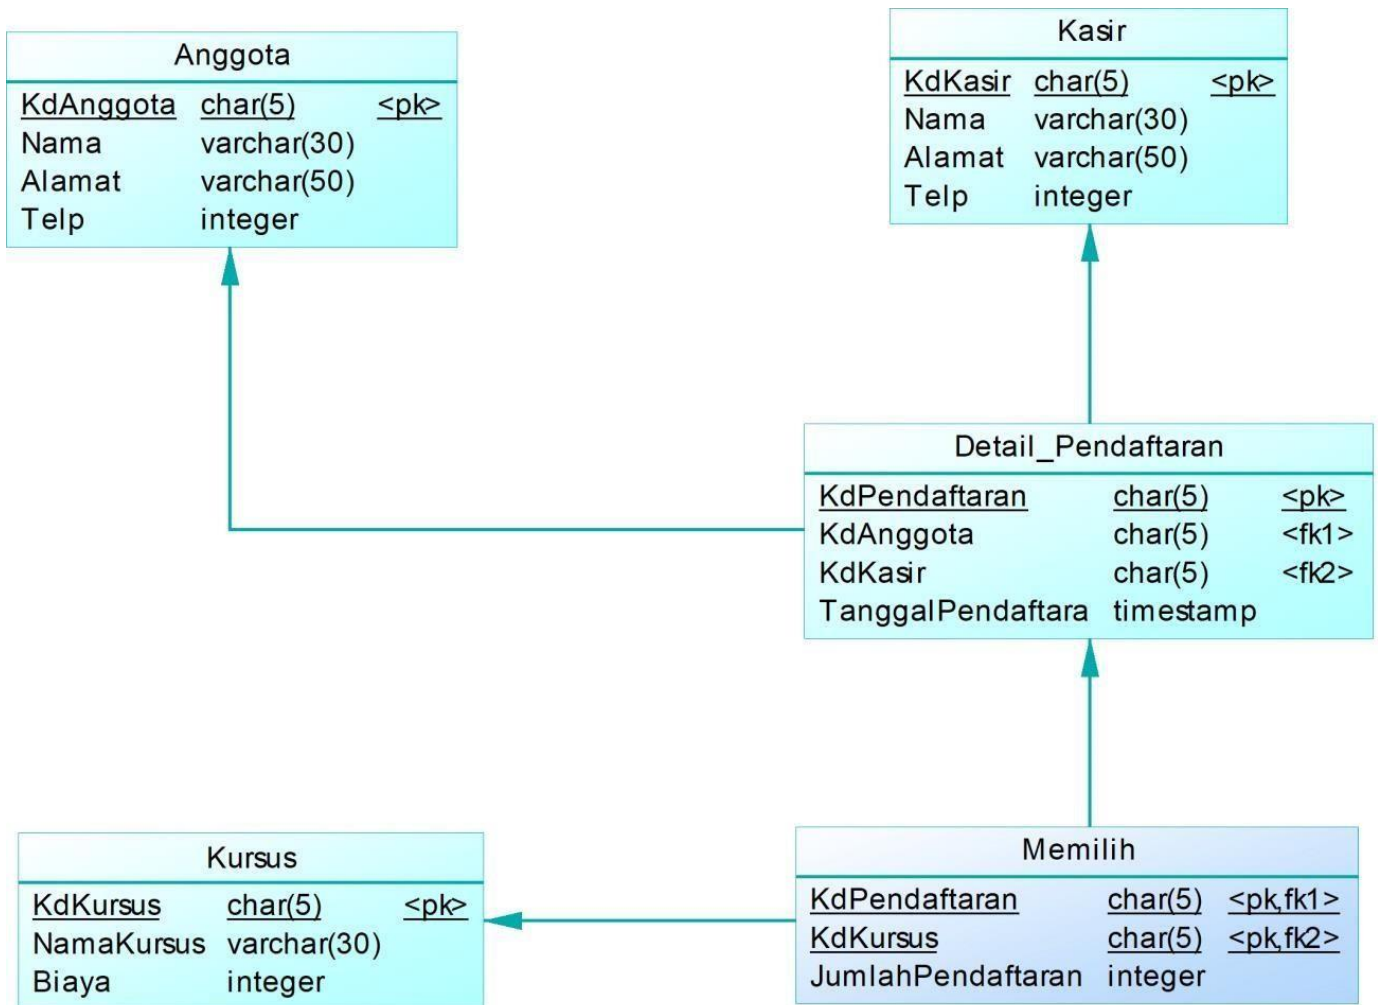 Anggota
KdAnggota char(5) <pk>
Nama varchar(30)
Alamat varchar(50)
Telp integer
Kasir
KdKasir char(5) <pk>
Nama varchar(30)
Alamat varchar(50)
Telp integer
Detail_Pendaftaran
KdPendaftaran char(5) <pk>
KdAnggota char(5) <fk1>
KdKasir char(5) <fk2>
TanggalPendaftara timestamp
Kursus
KdKursus char(5) <pk>
NamaKursus varchar(30)
Biaya integer
Memilih
KdPendaftaran char(5) <pk,fk1>
KdKursus char(5) <pk,fk2>
JumlahPendaftaran integer